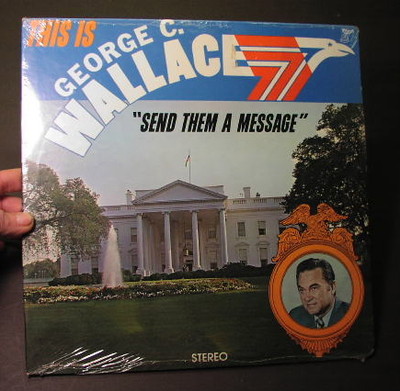 THIS IS
GEORGE C.
WALLACE
"SEND THEM A MESSAGE"
STEREO